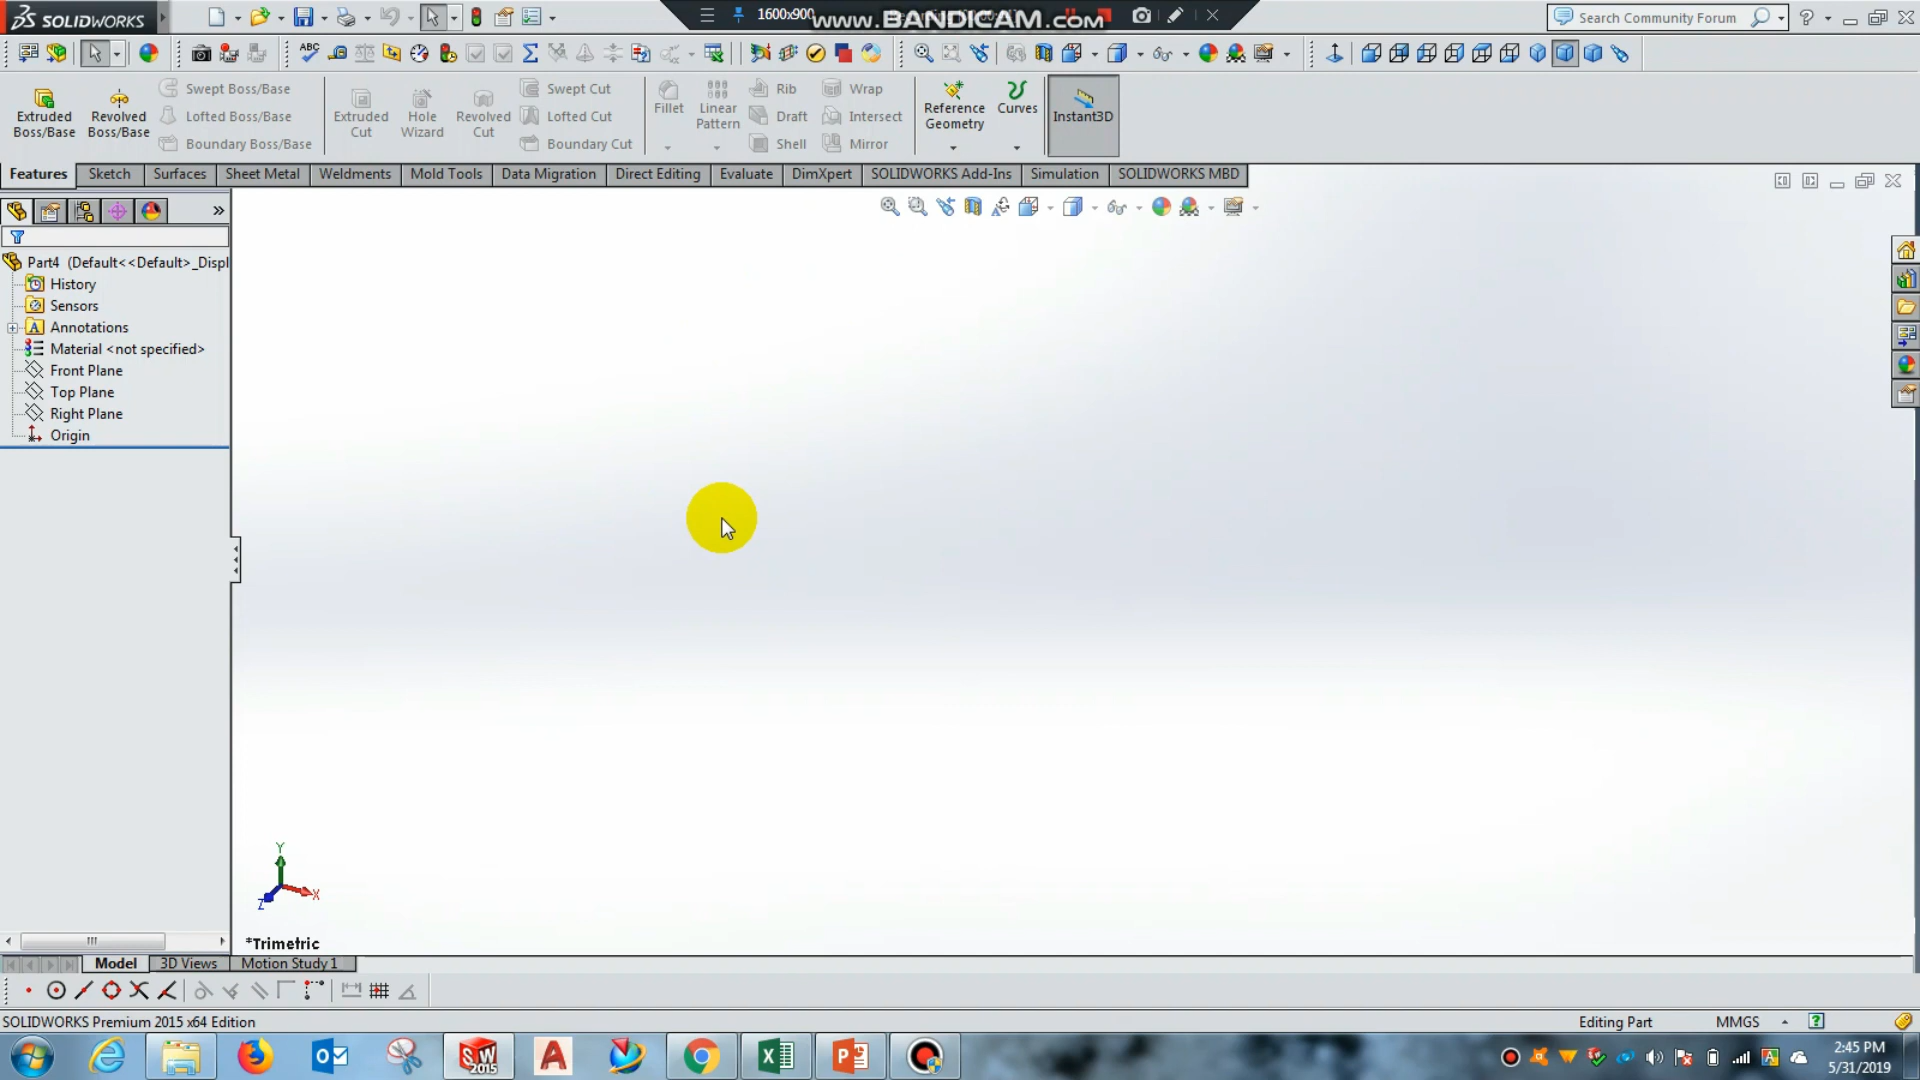 SOLIDWORKS
1600x900
www.BANDICAM.com
Search Community Forum
Extruded Boss/Base
Revolved Boss/Base
Swept Boss/Base
Lofted Boss/Base
Boundary Boss/Base
Extruded Cut
Hole Wizard
Revolved Cut
Swept Cut
Lofted Cut
Boundary Cut
Fillet
Linear Pattern
Rib
Draft
Shell
Wrap
Intersect
Mirror
Reference Geometry
Curves
Instant3D
Features Sketch Surfaces Sheet Metal Weldments Mold Tools Data Migration Direct Editing Evaluate DimXpert SOLIDWORKS Add-Ins Simulation SOLIDWORKS MBD
Part4 (Default<<Default>_Displ
History
Sensors
Annotations
Material <not specified>
Front Plane
Top Plane
Right Plane
Origin
Y
X
Z
*Trimetric
Model 3D Views Motion Study 1
SOLIDWORKS Premium 2015 x64 Edition
Editing Part
MMGS
2:45 PM
5/31/2019